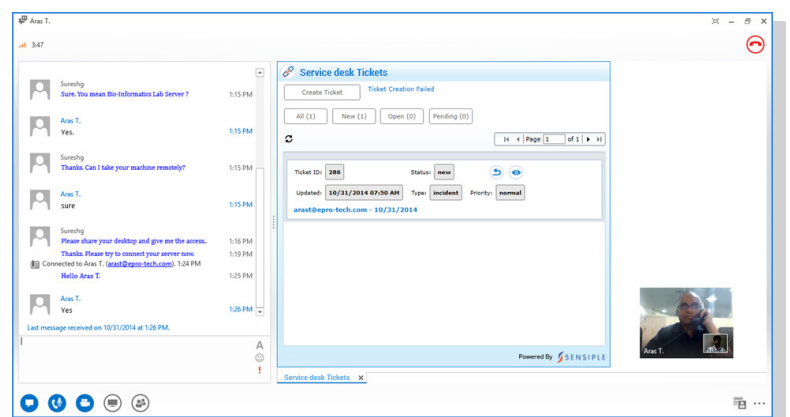 Aras T.
3:47
Sureshg
Sure. You mean Bio-Informatics Lab Server ?
1:15 PM
Aras T.
Yes.
1:15 PM
Sureshg
Thanks. Can I take your machine remotely?
1:15 PM
Aras T.
sure
1:15 PM
Sureshg
Please share your desktop and give me the access.
1:16 PM
Thanks. Please try to connect your server now.
1:19 PM
Connected to Aras T. (arast@epro-tech.com). 1:24 PM
Hello Aras T.
1:25 PM
Aras T.
Yes
1:26 PM
Last message received on 10/31/2014 at 1:26 PM.
A
!
Service desk Tickets
Create Ticket
Ticket Creation Failed
All (1)
New (1)
Open (0)
Pending (0)
Page 1 of 1
Ticket ID: 286
Status: new
Updated: 10/31/2014 07:50 AM
Type: incident
Priority: normal
arast@epro-tech.com - 10/31/2014
Powered By SENSIPLE
Service desk Tickets x
Aras T.